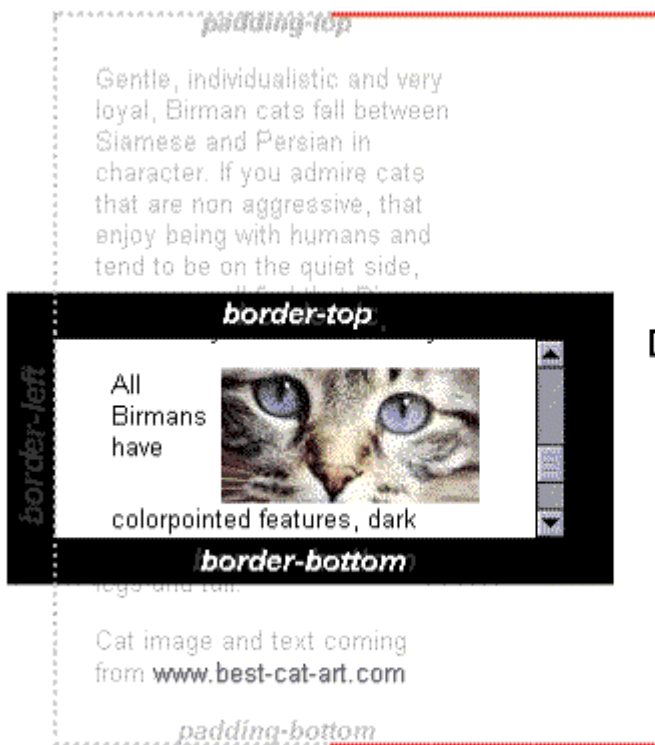 padding-top
Gentle, individualistic and very
loyal, Birman cats fall between
Siamese and Persian in
character. If you admire cats
that are non aggressive, that
enjoy being with humans and
tend to be on the quiet side,
border-top
border-left
All
Birmans
have
colorpointed features, dark
border-bottom
legs and tail.
Cat image and text coming
from www.best-cat-art.com
padding-bottom